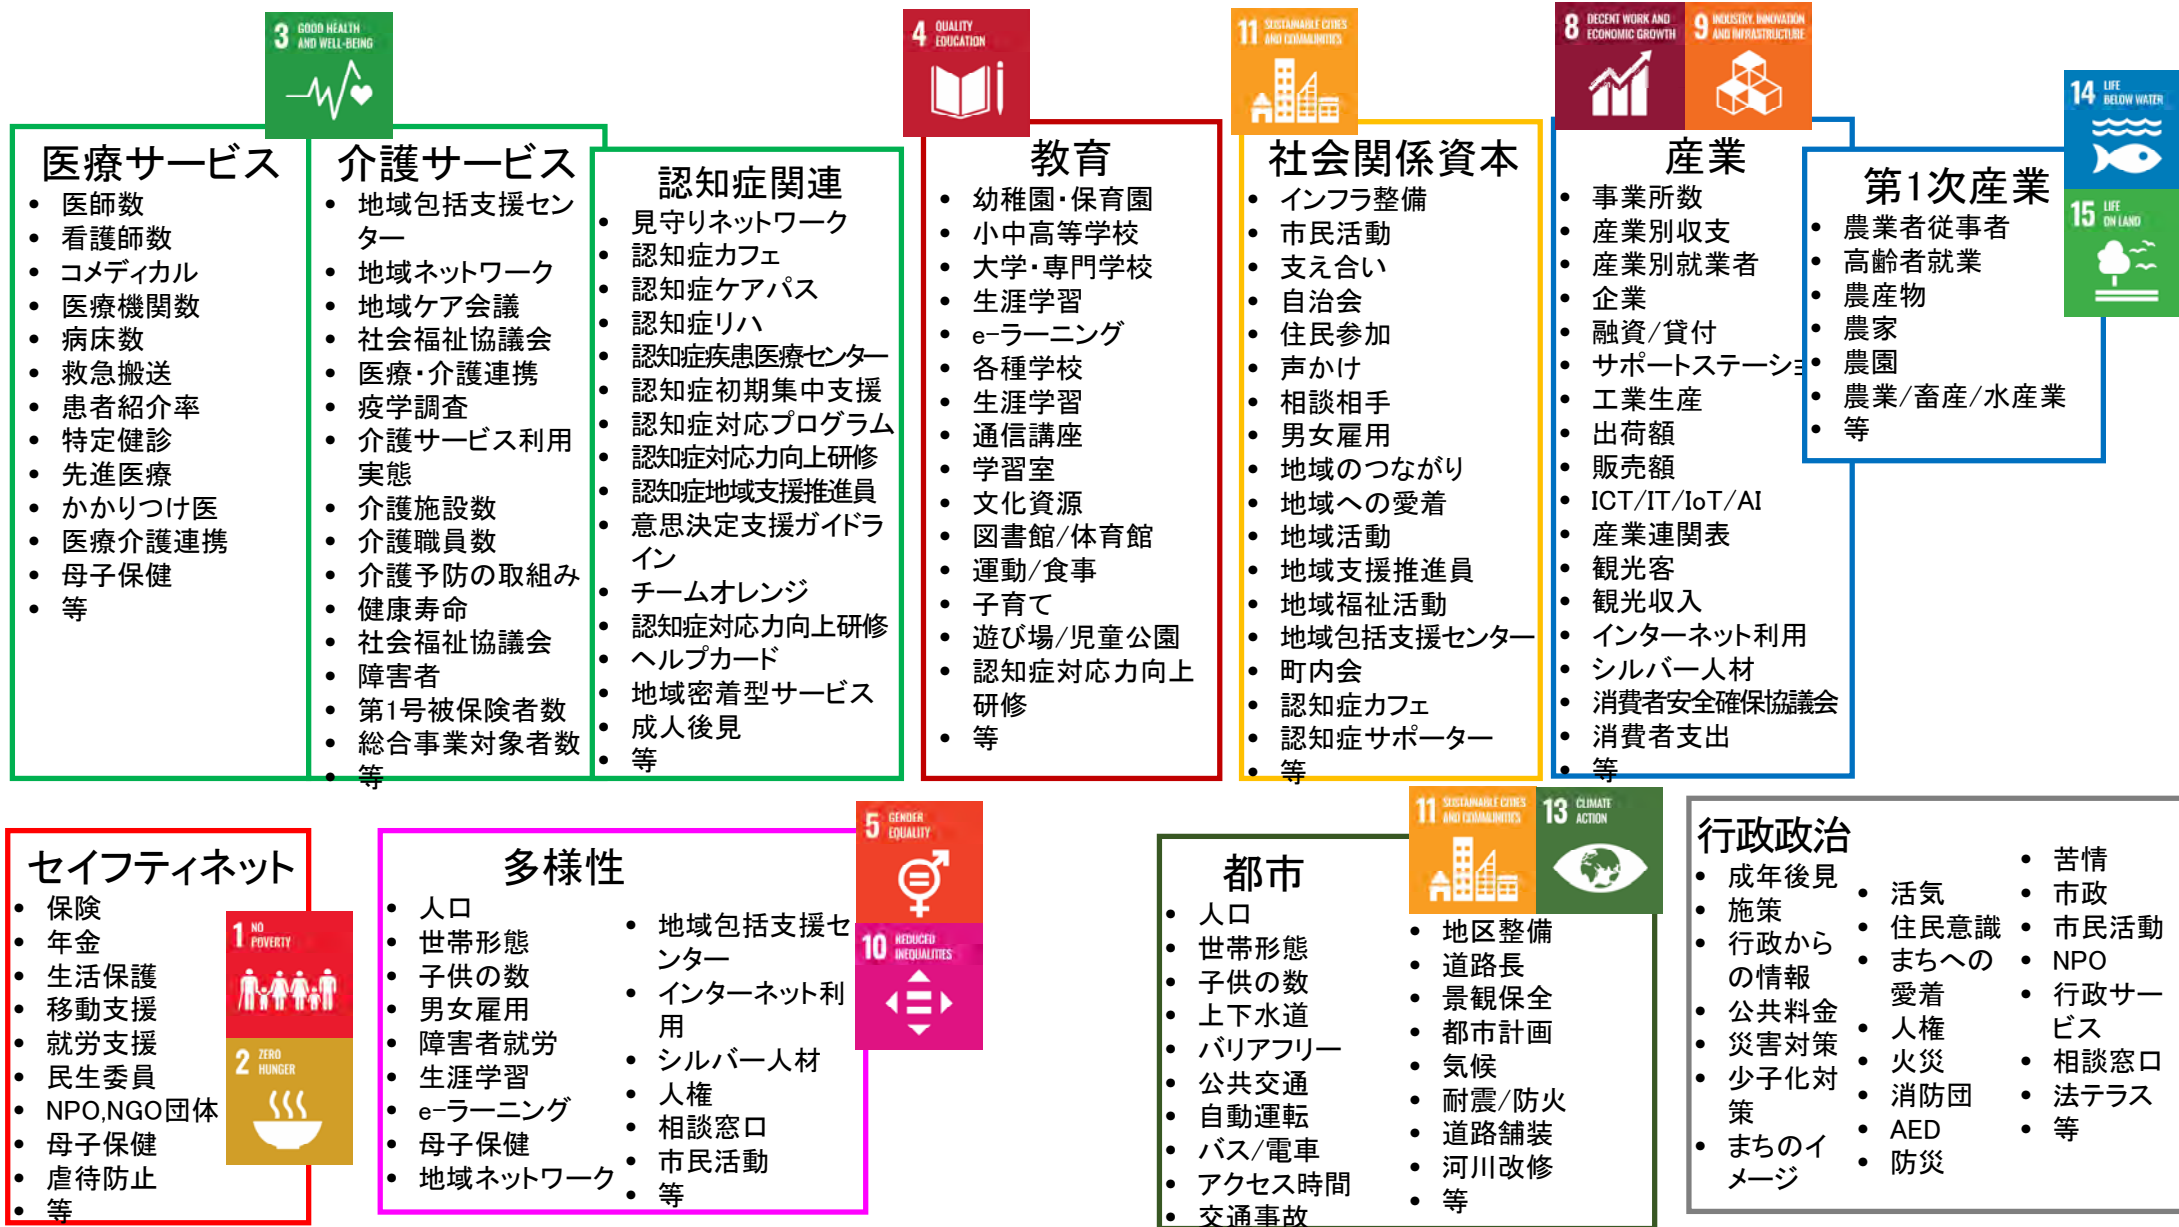 3 GOOD HEALTH
AND WELL-BEING
医療サービス
• 医師数
• 看護師数
• コメディカル
• 医療機関数
• 病床数
• 救急搬送
• 患者紹介率
• 特定健診
• 先進医療
• かかりつけ医
• 医療介護連携
• 母子保健
• 等
介護サービス
• 地域包括支援セン
ター
• 地域ネットワーク
• 地域ケア会議
• 社会福祉協議会
• 医療・介護連携
• 疫学調査
• 介護サービス利用
実態
• 介護施設数
• 介護職員数
• 介護予防の取組み
• 健康寿命
• 社会福祉協議会
• 障害者
• 第1号被保険者数
• 総合事業対象者数
• 等
認知症関連
• 見守りネットワーク
• 認知症カフェ
• 認知症ケアパス
• 認知症リハ
• 認知症疾患医療センター
• 認知症初期集中支援
• 認知症対応プログラム
• 認知症対応力向上研修
• 認知症地域支援推進員
• 意思決定支援ガイドラ
イン
• チームオレンジ
• 認知症対応力向上研修
• ヘルプカード
• 地域密着型サービス
• 成人後見
• 等
4 QUALITY
EDUCATION
教育
• 幼稚園・保育園
• 小中高等学校
• 大学・専門学校
• 生涯学習
• e-ラーニング
• 各種学校
• 生涯学習
• 通信講座
• 学習室
• 文化資源
• 図書館/体育館
• 運動/食事
• 子育て
• 遊び場/児童公園
• 認知症対応力向上
研修
• 等
11 SUSTAINABLE CITIES
AND COMMUNITIES
社会関係資本
• インフラ整備
• 市民活動
• 支え合い
• 自治会
• 住民参加
• 声かけ
• 相談相手
• 男女雇用
• 地域のつながり
• 地域への愛着
• 地域活動
• 地域支援推進員
• 地域福祉活動
• 地域包括支援センター
• 町内会
• 認知症カフェ
• 認知症サポーター
• 等
8 DECENT WORK AND
ECONOMIC GROWTH
9 INDUSTRY, INNOVATION
AND INFRASTRUCTURE
産業
• 事業所数
• 産業別収支
• 産業別就業者
• 企業
• 融資/貸付
• サポートステーショ
• 工業生産
• 出荷額
• 販売額
• ICT/IT/IoT/AI
• 産業連関表
• 観光客
• 観光収入
• インターネット利用
• シルバー人材
• 消費者安全確保協議会
• 消費者支出
• 等
14 LIFE
BELOW WATER
15 LIFE
ON LAND
第1次産業
• 農業者従事者
• 高齢者就業
• 農産物
• 農家
• 農園
• 農業/畜産/水産業
• 等
セイフティネット
• 保険
• 年金
• 生活保護
• 移動支援
• 就労支援
• 民生委員
• NPO,NGO団体
• 母子保健
• 虐待防止
• 等
1 NO
POVERTY
2 ZERO
HUNGER
多様性
• 人口
• 世帯形態
• 子供の数
• 男女雇用
• 障害者就労
• 生涯学習
• e-ラーニング
• 母子保健
• 地域ネットワーク
• 地域包括支援セ
ンター
• インターネット利
用
• シルバー人材
• 人権
• 相談窓口
• 市民活動
• 等
5 GENDER
EQUALITY
10 REDUCED
INEQUALITIES
都市
• 人口
• 世帯形態
• 子供の数
• 上下水道
• バリアフリー
• 公共交通
• 自動運転
• バス/電車
• アクセス時間
• 交通事故
11 SUSTAINABLE CITIES
AND COMMUNITIES
13 CLIMATE
ACTION
• 地区整備
• 道路長
• 景観保全
• 都市計画
• 気候
• 耐震/防火
• 道路舗装
• 河川改修
• 等
行政政治
• 成年後見
• 施策
• 行政から
の情報
• 公共料金
• 災害対策
• 少子化対
策
• まちのイ
メージ
• 活気
• 住民意識
• まちへの
愛着
• 人権
• 火災
• 消防団
• AED
• 防災
• 苦情
• 市政
• 市民活動
• NPO
• 行政サー
ビス
• 相談窓口
• 法テラス
• 等